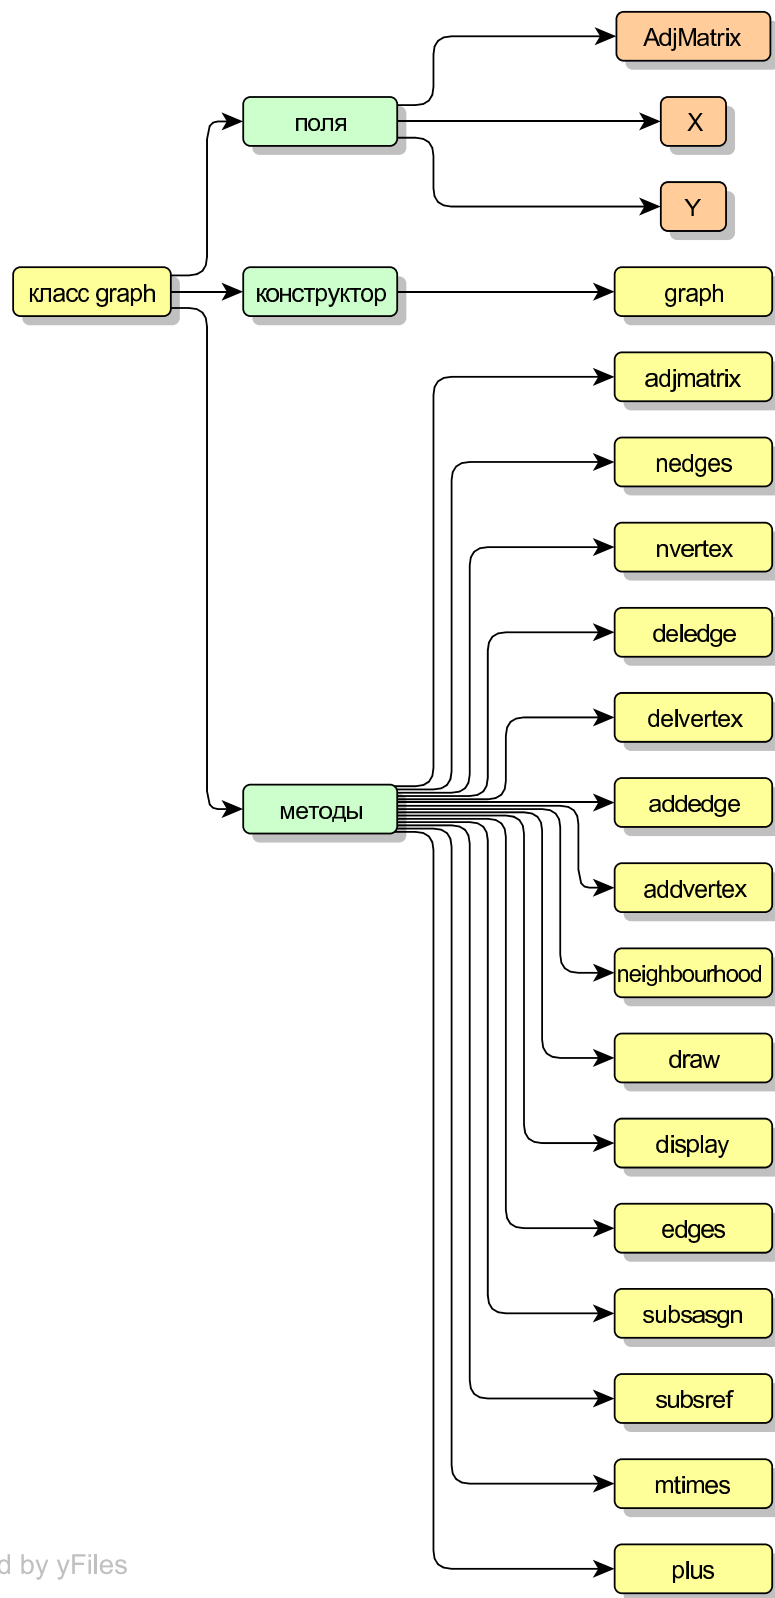 AdjMatrix
поля
X
Y
класс graph
конструктор
graph
adjmatrix
nedges
nvertex
deledge
delvertex
методы
addedge
addvertex
neighbourhood
draw
display
edges
subsasgn
subsref
mtimes
plus
d by yFiles